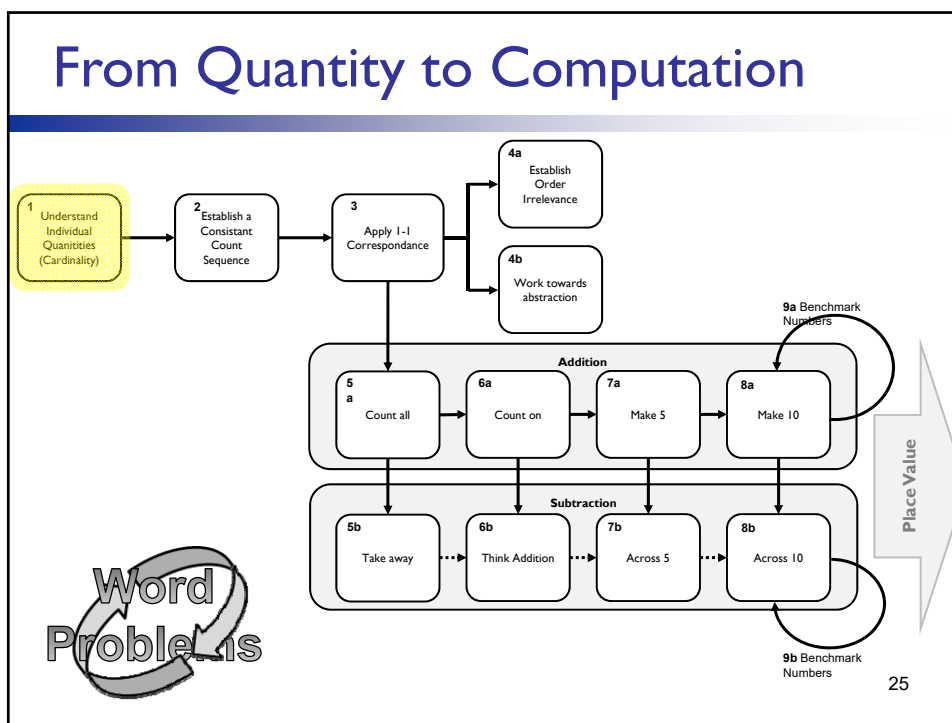 From Quantity to Computation
1
Understand
Individual
Quanitities
(Cardinality)
2
Establish a
Consistant
Count
Sequence
3
Apply 1-1
Correspondance
4a
Establish
Order
Irrelevance
4b
Work towards
abstraction
9a Benchmark
Numbers
Addition
5
a
Count all
6a
Count on
7a
Make 5
8a
Make 10
Subtraction
5b
Take away
6b
Think Addition
7b
Across 5
8b
Across 10
Place Value
Word
Problems
9b Benchmark
Numbers
25